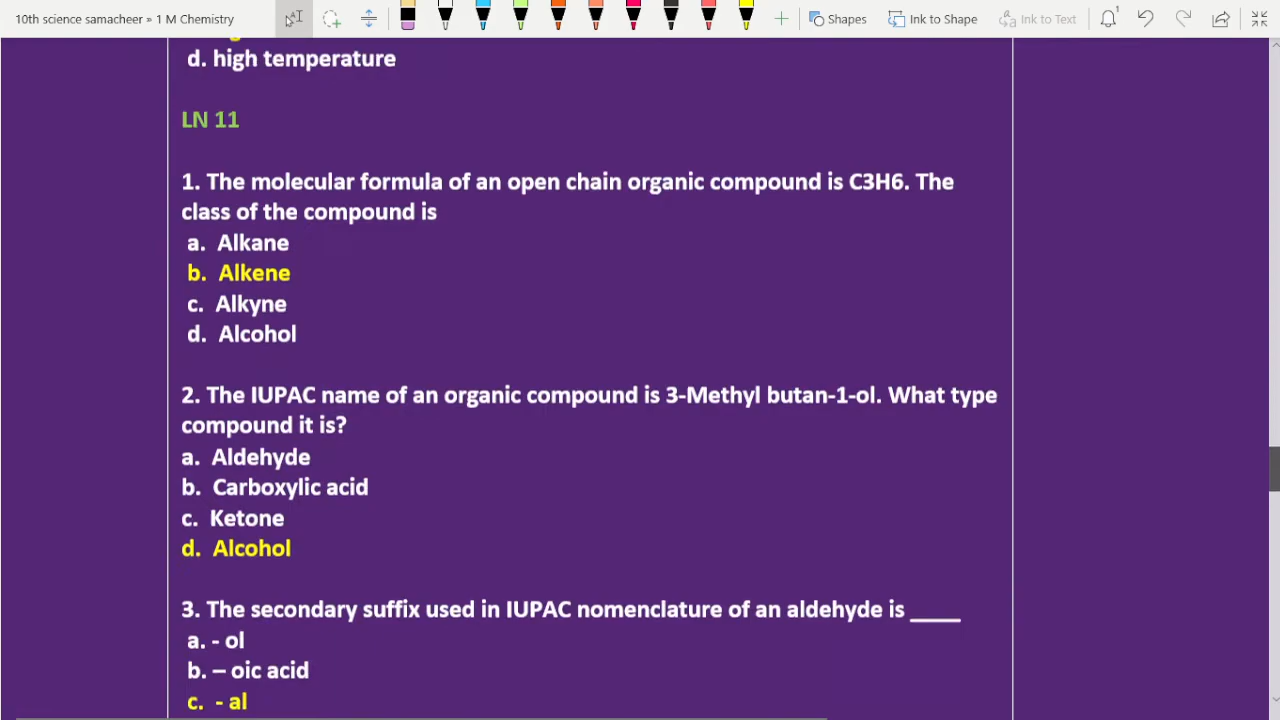 10th science samacheer » 1 M Chemistry
Shapes
Ink to Shape
Ink to Text
d. high temperature
LN 11
1. The molecular formula of an open chain organic compound is C3H6. The
class of the compound is
a. Alkane
b. Alkene
c. Alkyne
d. Alcohol
2. The IUPAC name of an organic compound is 3-Methyl butan-1-ol. What type
compound it is?
a. Aldehyde
b. Carboxylic acid
c. Ketone
d. Alcohol
3. The secondary suffix used in IUPAC nomenclature of an aldehyde is ____
a. - ol
b. – oic acid
c. - al